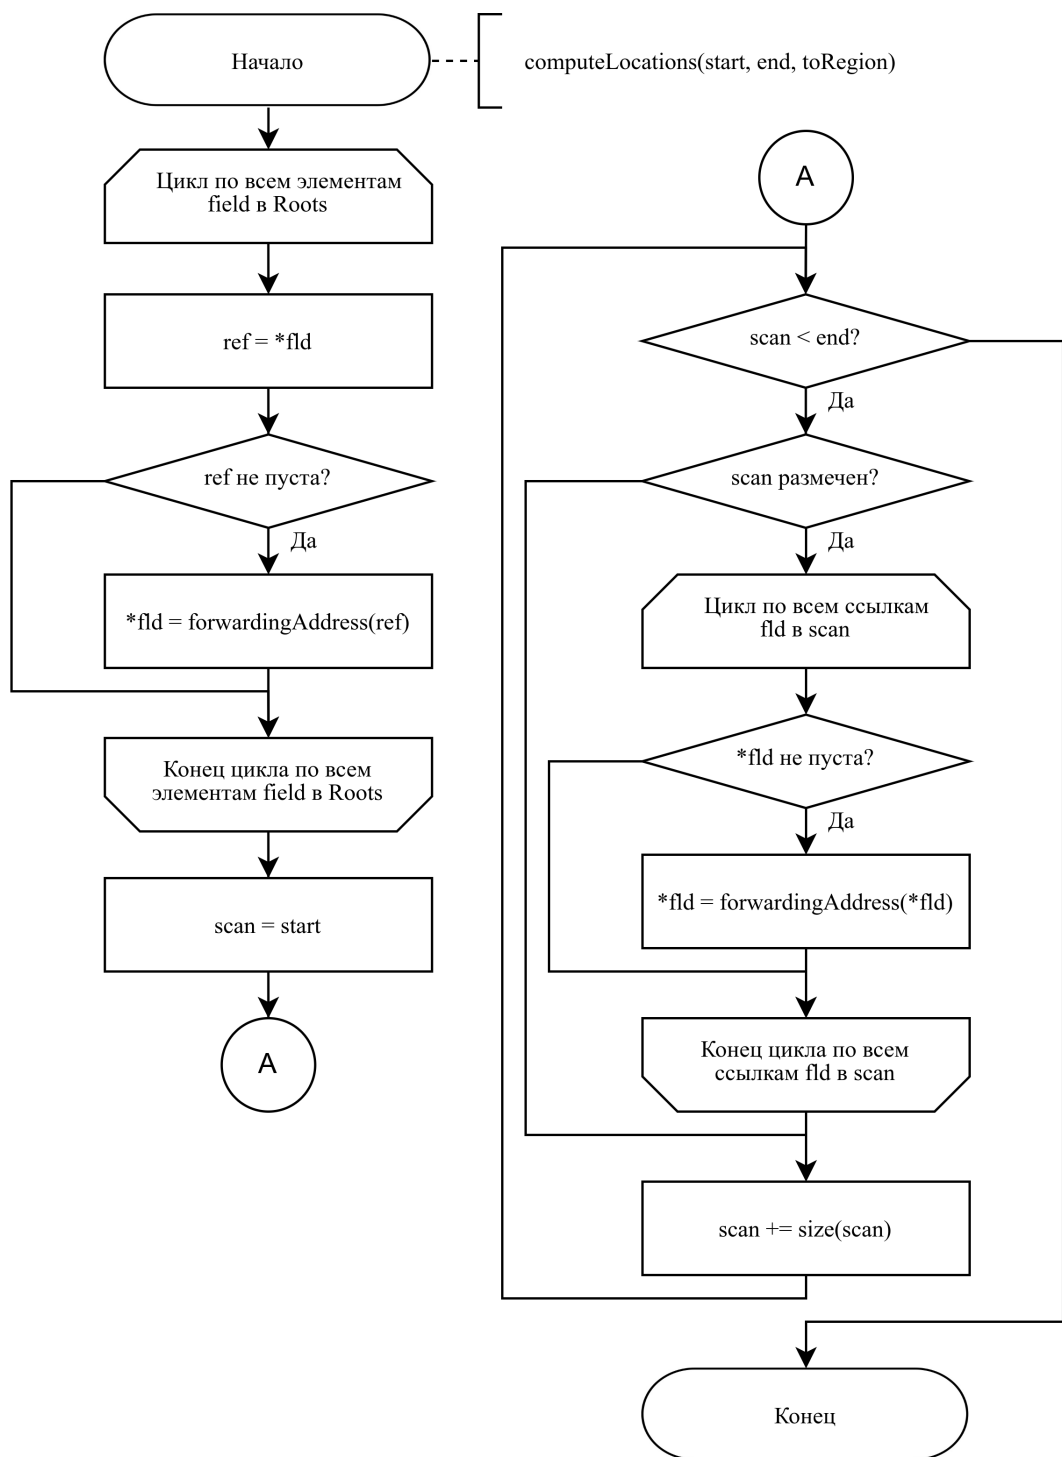 Начало
computeLocations(start, end, toRegion)
Цикл по всем элементам
field в Roots
ref = *fld
ref не пуста?
Да
*fld = forwardingAddress(ref)
Конец цикла по всем
элементам field в Roots
scan = start
A
A
scan < end?
Да
scan размечен?
Да
Цикл по всем ссылкам
fld в scan
*fld не пуста?
Да
*fld = forwardingAddress(*fld)
Конец цикла по всем
ссылкам fld в scan
scan += size(scan)
Конец